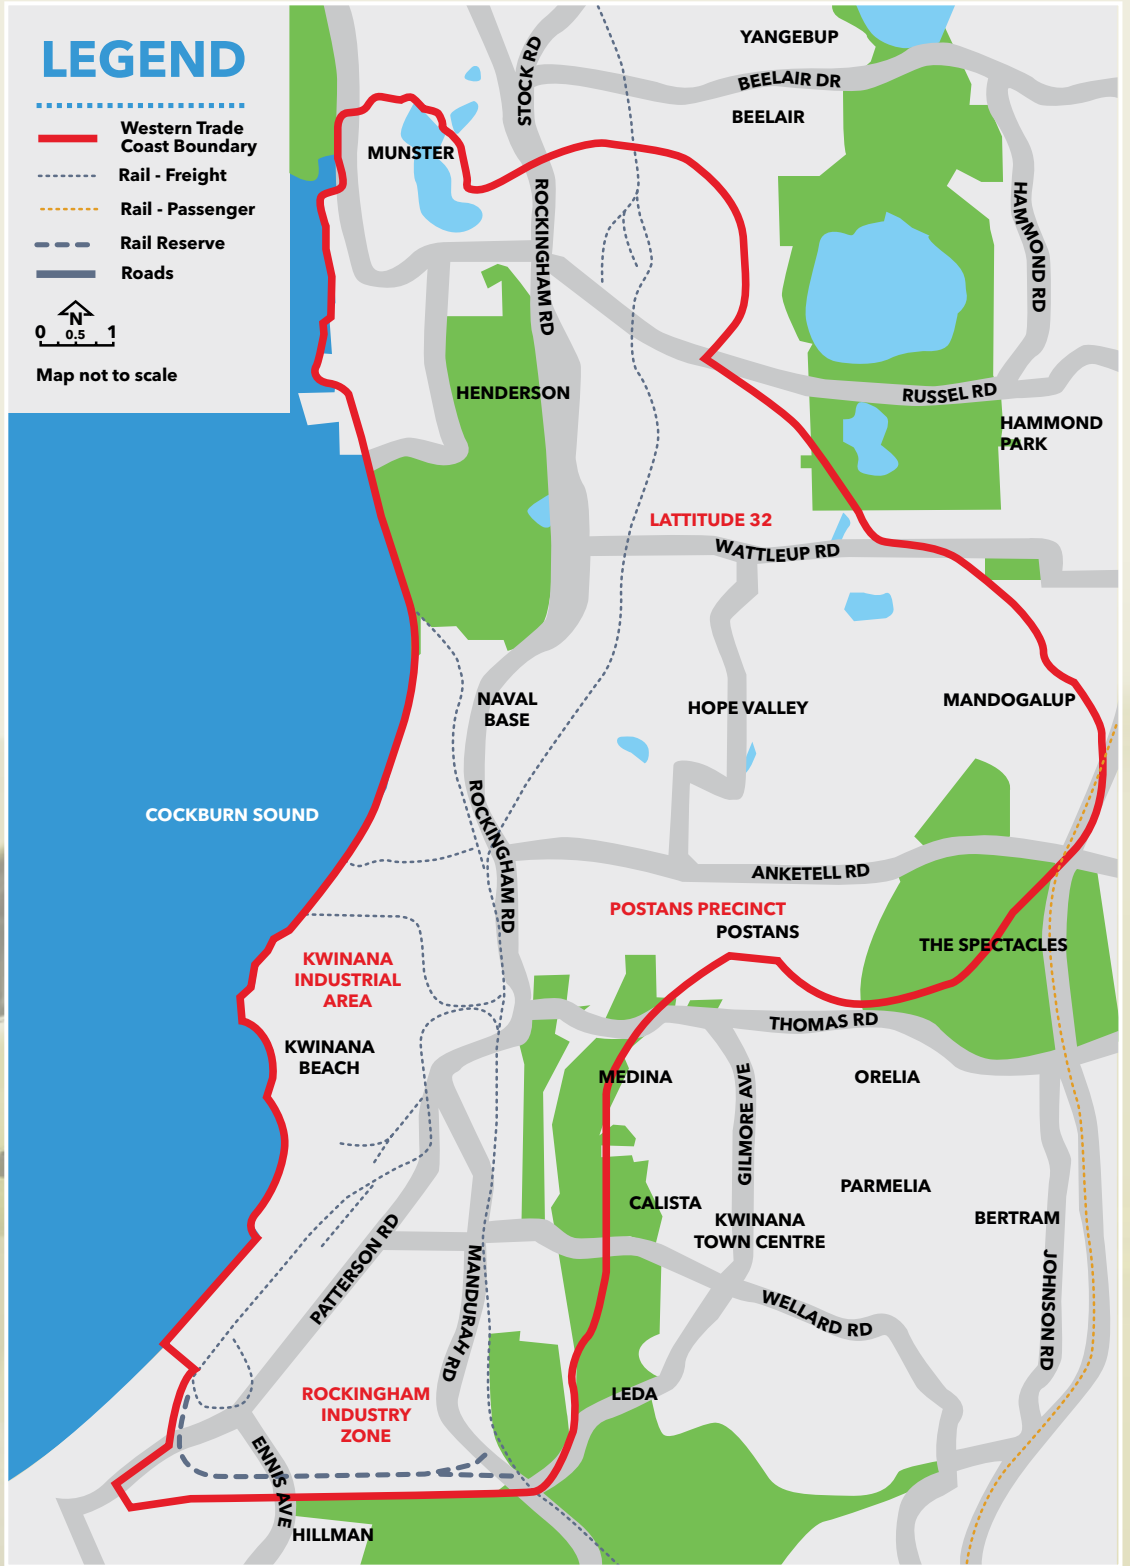 LEGEND
Western Trade
Coast Boundary
Rail - Freight
Rail - Passenger
Rail Reserve
Roads
N
0 0.5 1
Map not to scale
YANGEBUP
STOCK RD
BEELAIR DR
BEELAIR
MUNSTER
ROCKINGHAM RD
HAMMOND RD
HENDERSON
RUSSEL RD
HAMMOND
PARK
LATTITUDE 32
WATTLEUP RD
NAVAL
BASE
HOPE VALLEY
MANDOGALUP
COCKBURN SOUND
ROCKINGHAM RD
ANKETELL RD
POSTANS PRECINCT
POSTANS
THE SPECTACLES
KWINANA
INDUSTRIAL
AREA
THOMAS RD
KWINANA
BEACH
MEDINA
ORELIA
GILMORE AVE
PARMELIA
CALISTA
KWINANA
TOWN CENTRE
BERTRAM
PATTERSON RD
MANDURAH RD
JOHNSON RD
WELLARD RD
ROCKINGHAM
INDUSTRY
ZONE
LEDA
ENNIS AVE
HILLMAN